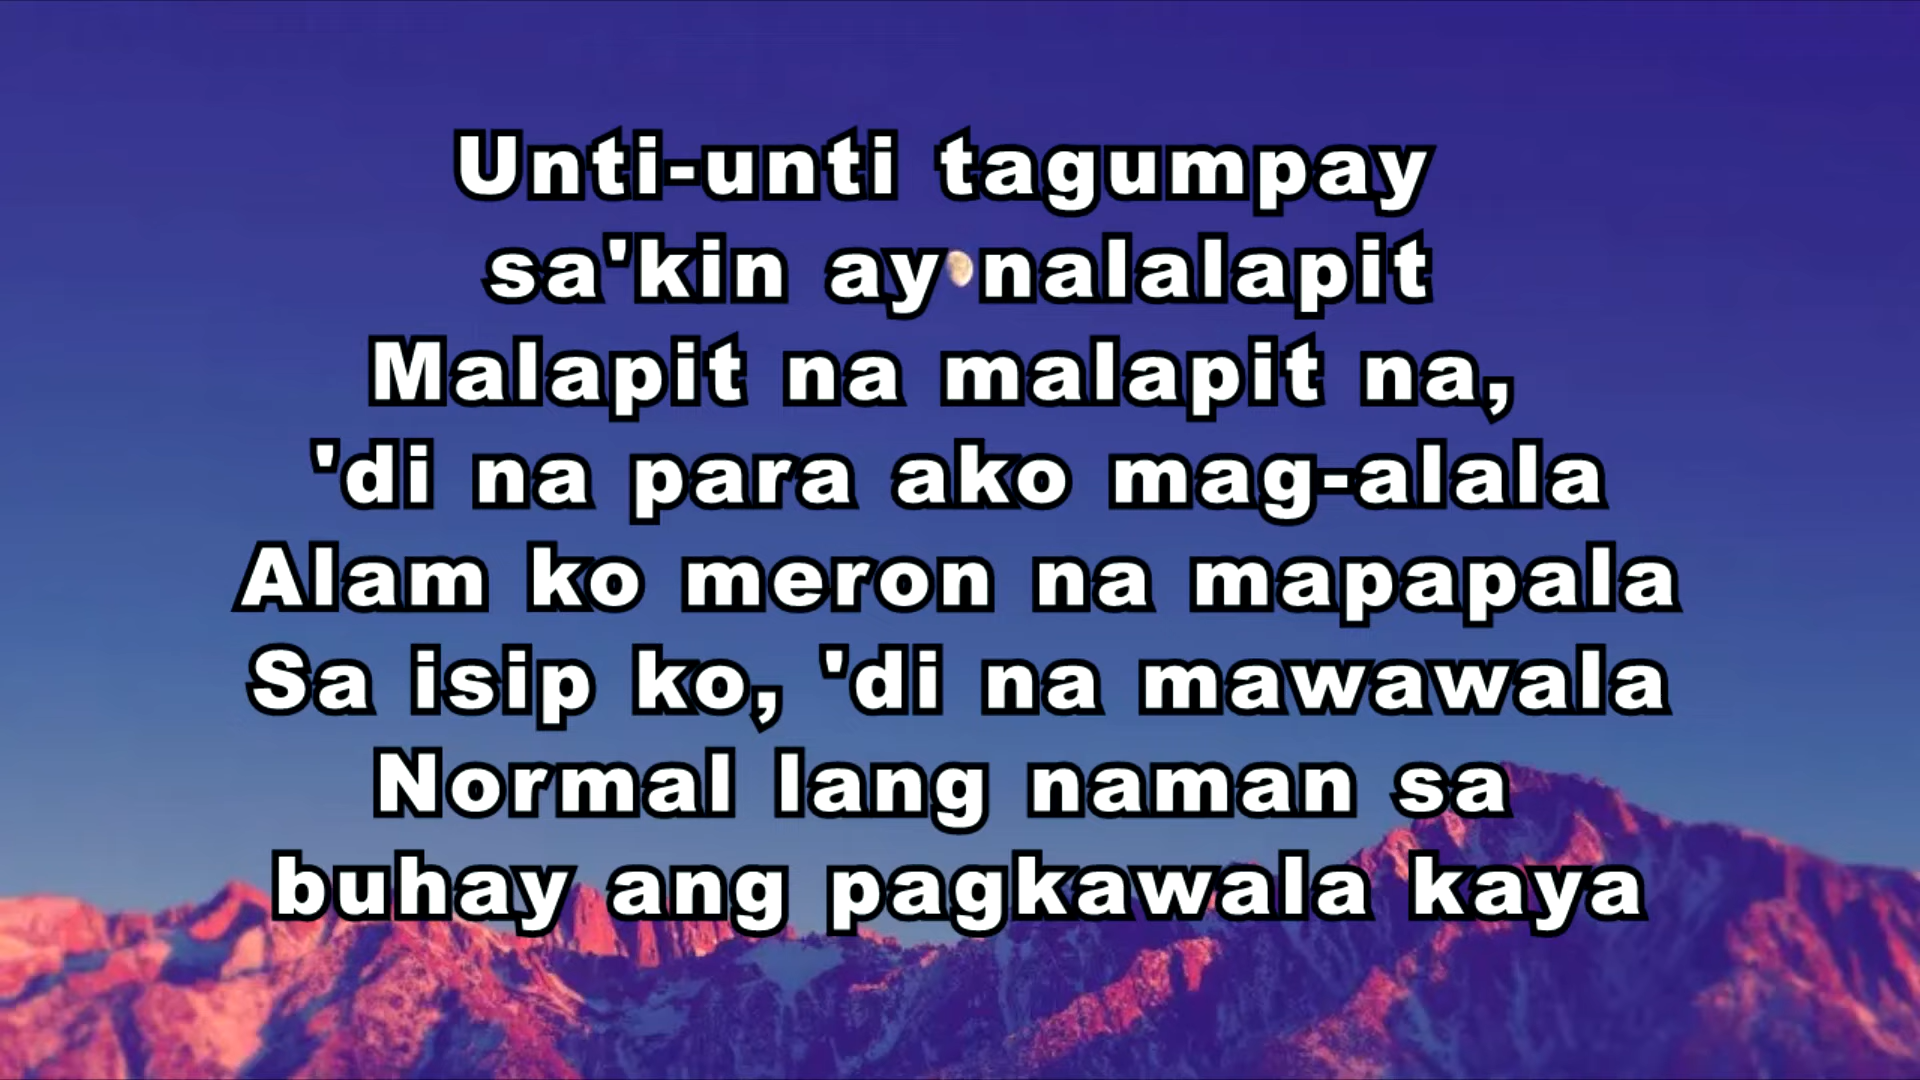 Unti-unti tagumpay
sa'kin ay nalalapit
Malapit na malapit na,
'di na para ako mag-alala
Alam ko meron na mapapala
Sa isip ko, 'di na mawawala
Normal lang naman sa
buhay ang pagkawala kaya